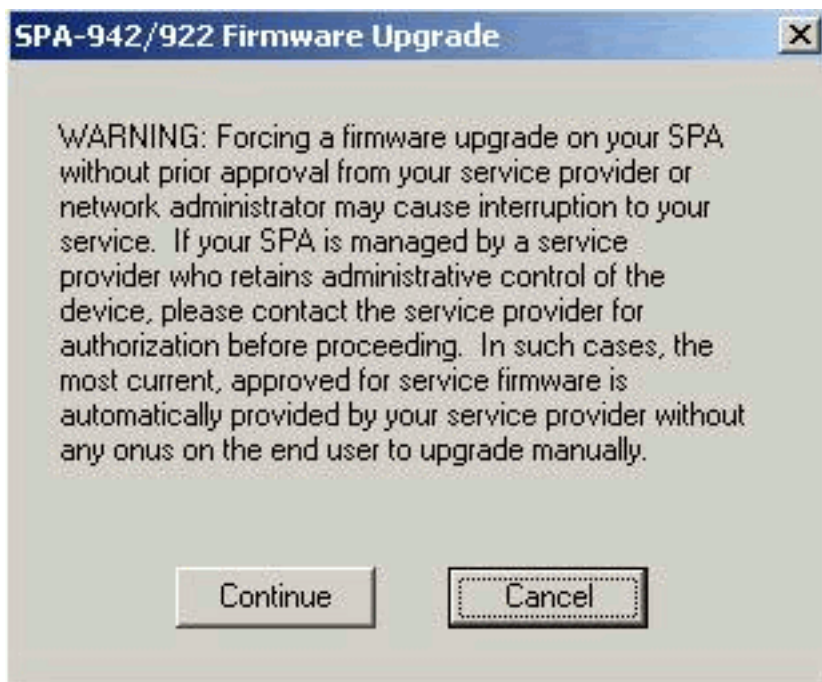 SPA-942/922 Firmware Upgrade
WARNING: Forcing a firmware upgrade on your SPA
without prior approval from your service provider or
network administrator may cause interruption to your
service.  If your SPA is managed by a service
provider who retains administrative control of the
device, please contact the service provider for
authorization before proceeding.  In such cases, the
most current, approved for service firmware is
automatically provided by your service provider without
any onus on the end user to upgrade manually.
Continue
Cancel